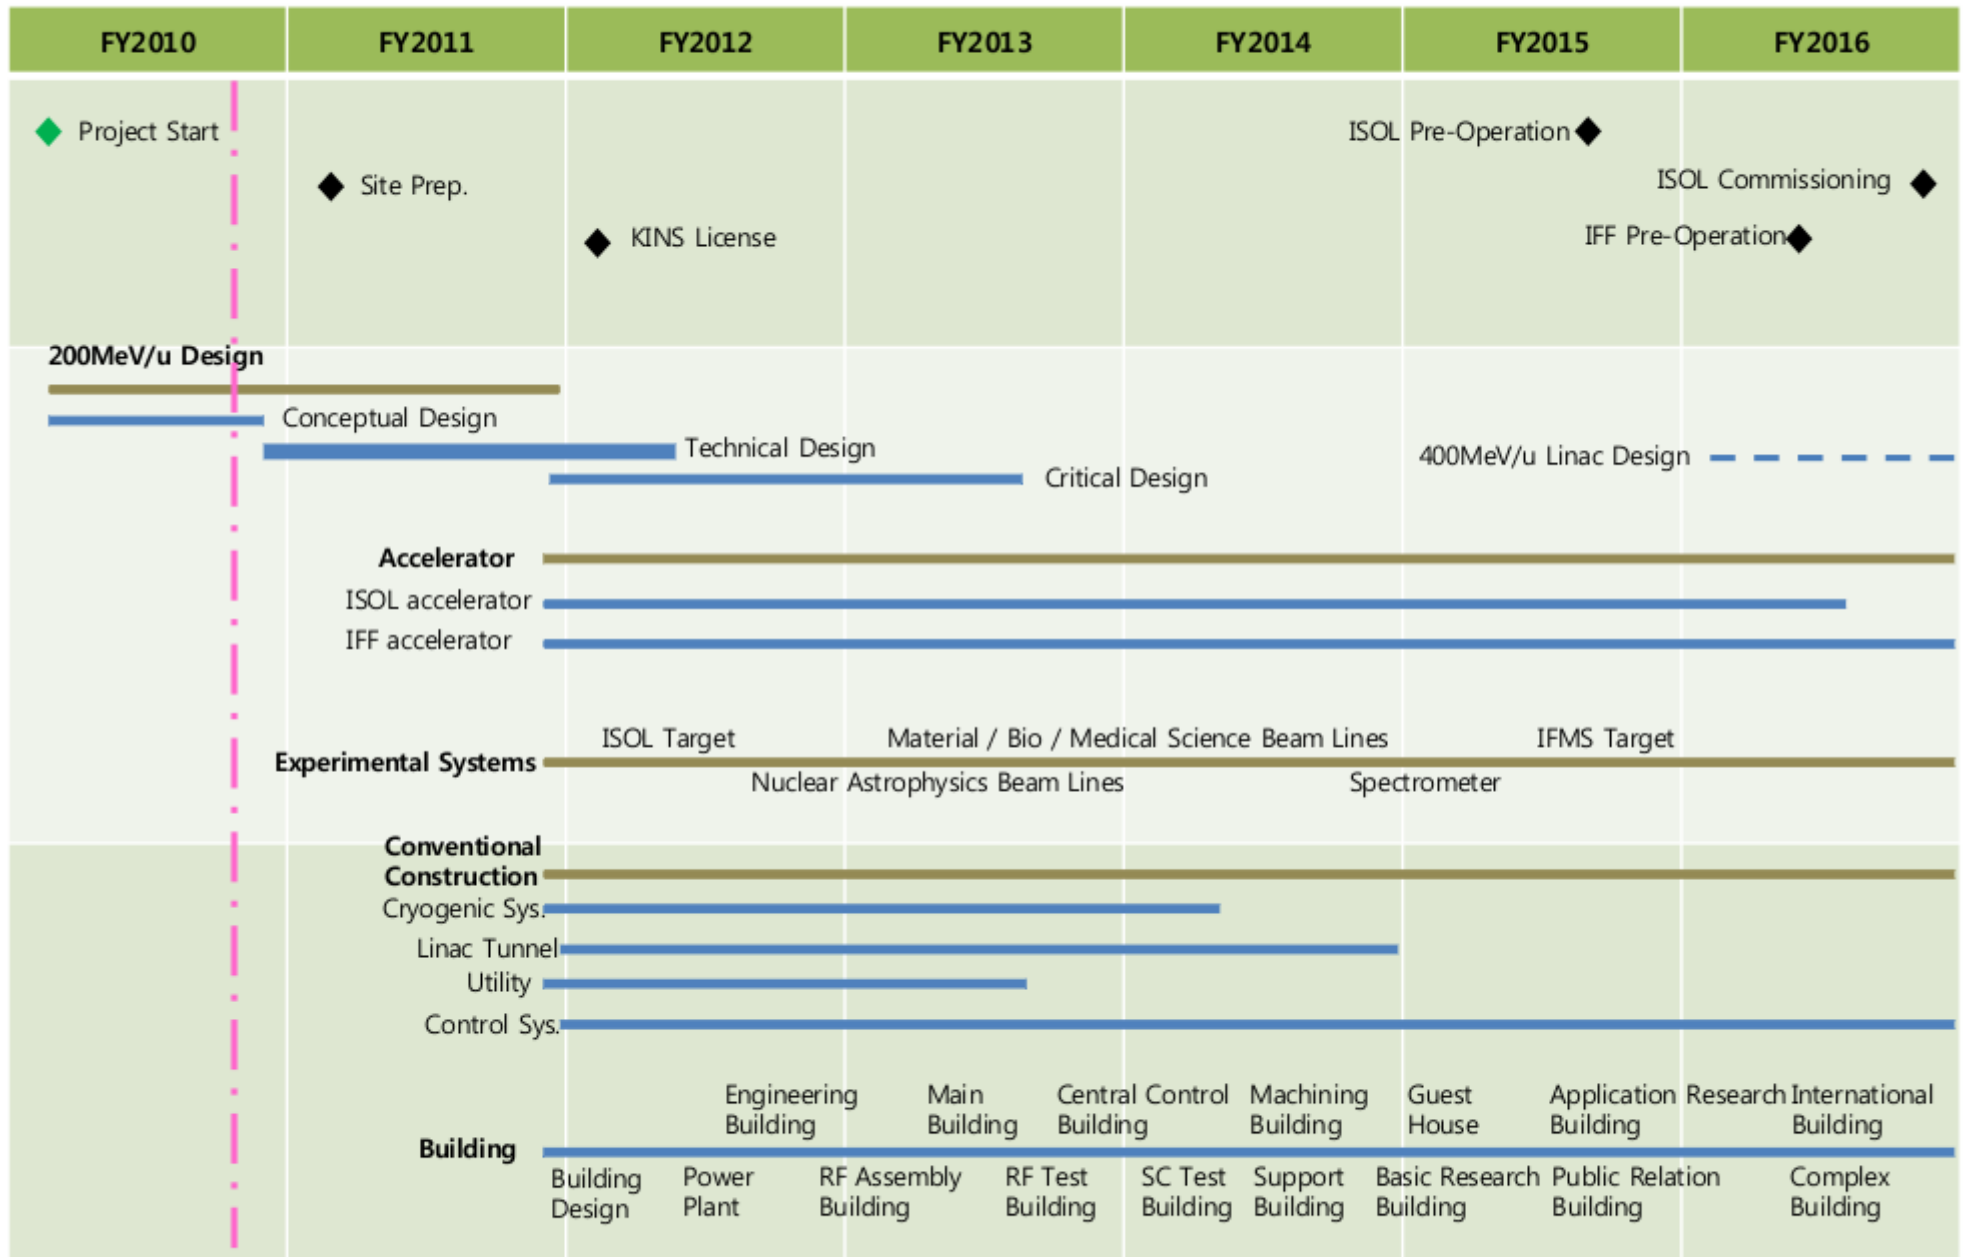 FY2010 FY2011 FY2012 FY2013 FY2014 FY2015 FY2016
Project Start
ISOL Pre-Operation
Site Prep.
ISOL Commissioning
KINS License
IFF Pre-Operation
200MeV/u Design
Conceptual Design
Technical Design
400MeV/u Linac Design
Critical Design
Accelerator
ISOL accelerator
IFF accelerator
ISOL Target
Material / Bio / Medical Science Beam Lines
IFMS Target
Experimental Systems
Nuclear Astrophysics Beam Lines
Spectrometer
Conventional
Construction
Cryogenic Sys.
Linac Tunnel
Utility
Control Sys.
Engineering
Building
Main
Building
Central Control
Building
Machining
Building
Guest
House
Application Research
Building
International
Building
Building
Building
Design
Power
Plant
RF Assembly
Building
RF Test
Building
SC Test
Building
Support
Building
Basic Research
Building
Public Relation
Building
Complex
Building